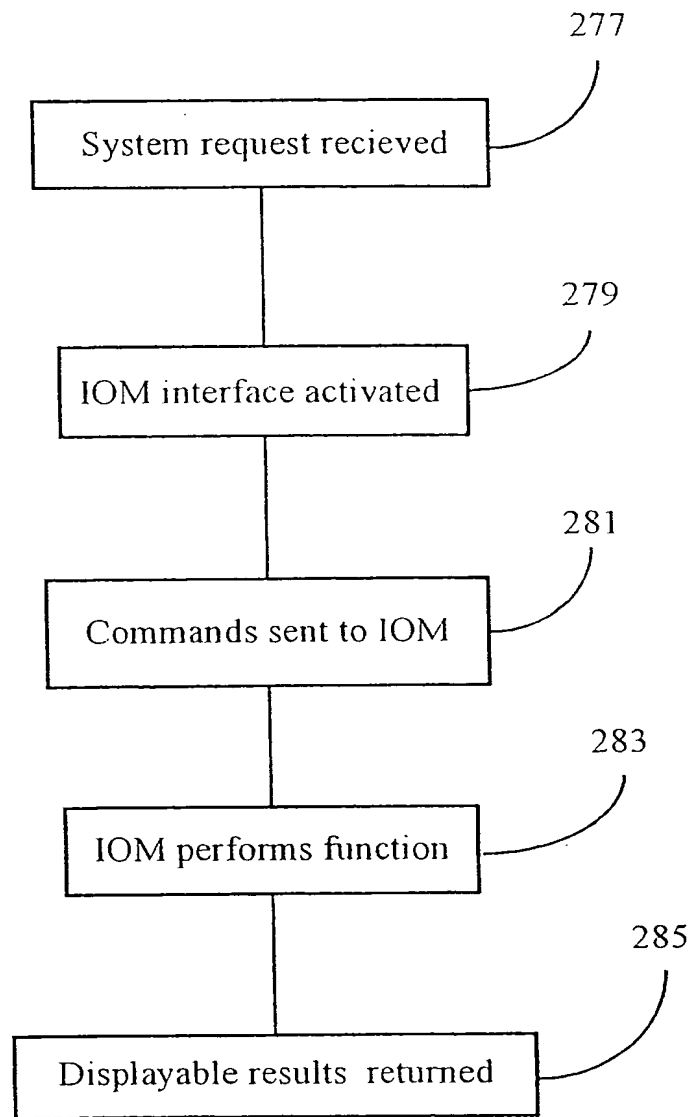 277
System request recieved
279
IOM interface activated
281
Commands sent to IOM
283
IOM performs function
285
Displayable results returned